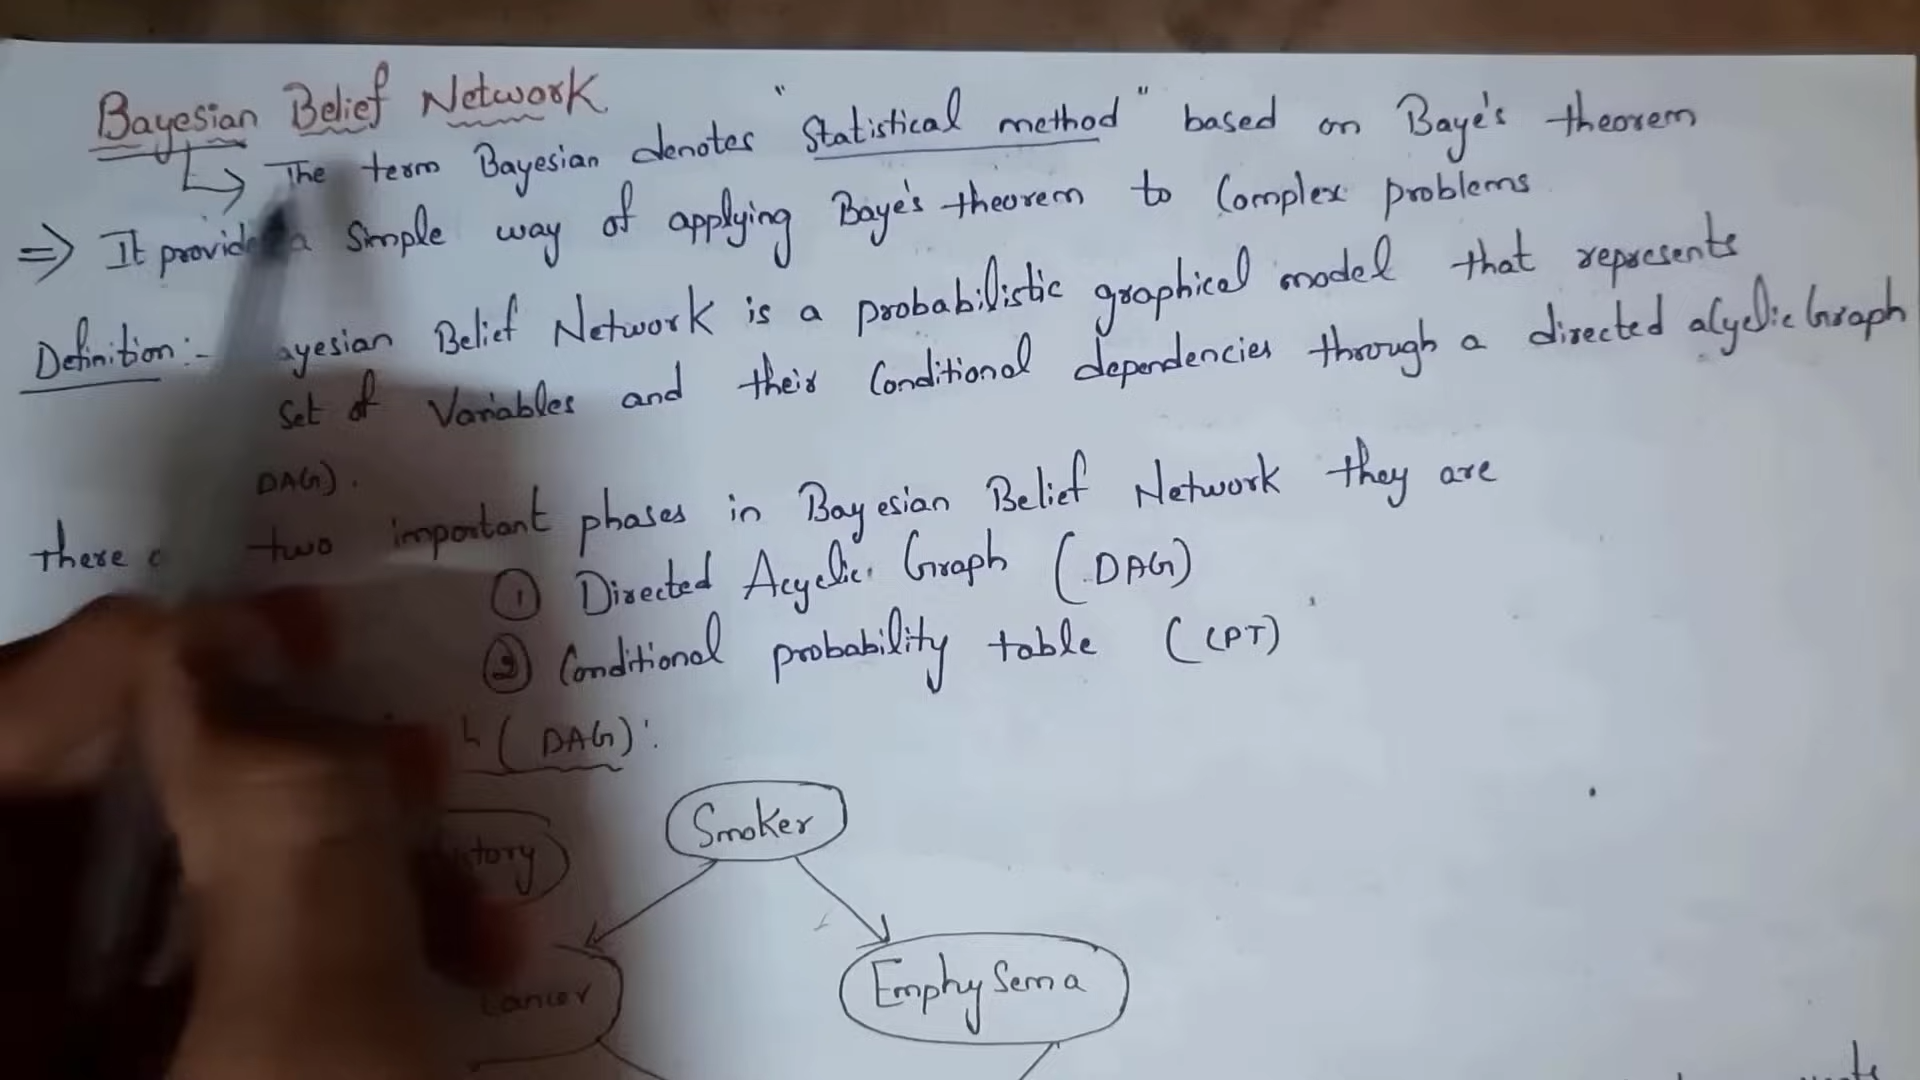 Bayesian Belief Network
The term Bayesian denotes "Statistical method" based on Baye's theorem
=> It provide a Simple way of applying Baye's theorem to Complex problems
Definition:- ayesian Belief Network is a probabilistic graphical model that represents
Set of Variables and their Conditional dependencies through a directed acyclic Graph
DAG).
There two important phases in Bayesian Belief Network they are
① Directed Acyclic Graph (DAG)
② Conditional probability table (CPT)
h (DAG):
Smoker
tory
Cancer
Emphysema